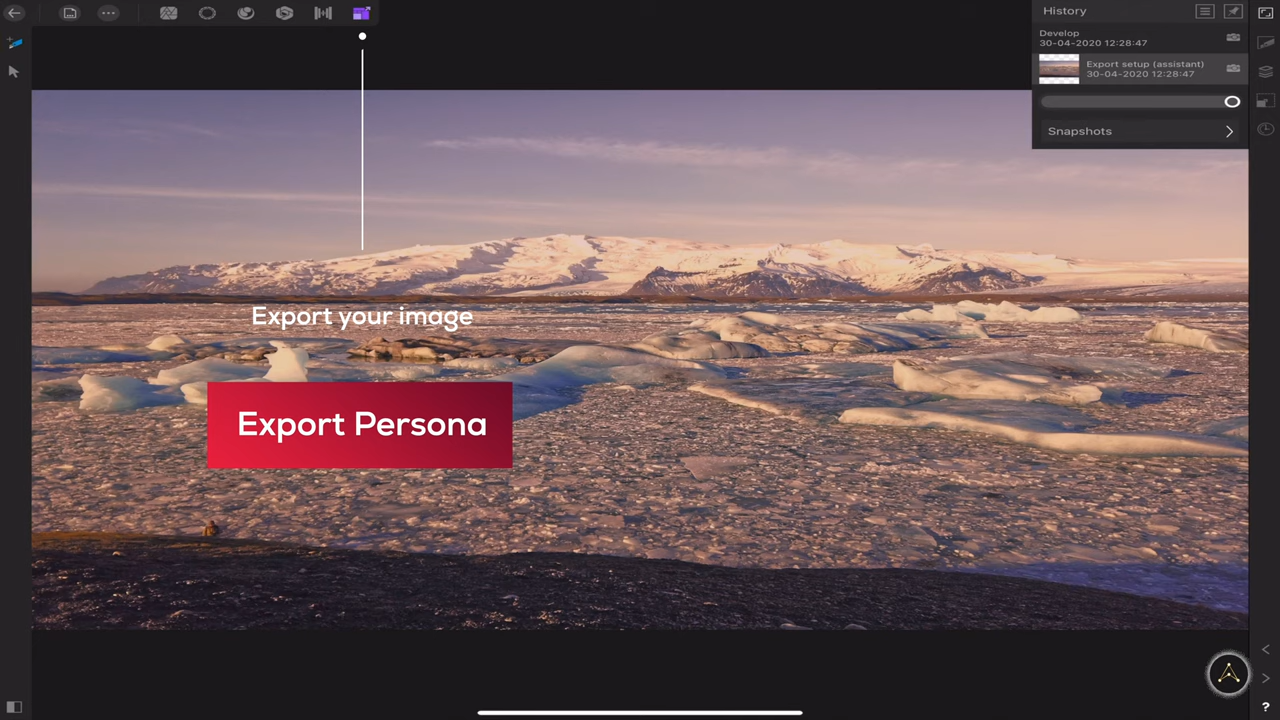 History
Develop
30-04-2020 12:28:47
Export setup (assistant)
30-04-2020 12:28:47
Snapshots
Export your image
Export Persona
?